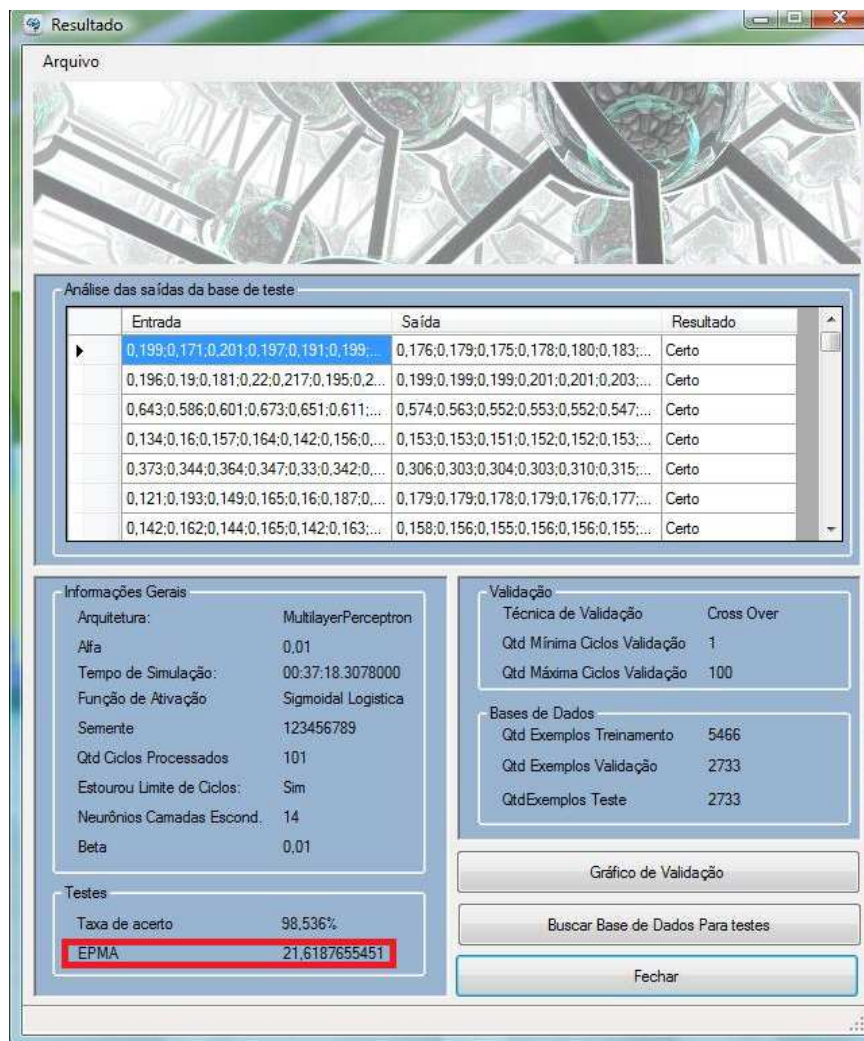 Resultado
Arquivo
Análise das saídas da base de teste
Entrada Saída Resultado
0,199;0,171;0,201;0,197;0,191;0,199;... 0,176;0,179;0,175;0,178;0,180;0,183;... Certo
0,196;0,19;0,181;0,22;0,217;0,195;0,2... 0,199;0,199;0,199;0,201;0,201;0,203;... Certo
0,643;0,586;0,601;0,673;0,651;0,611;... 0,574;0,563;0,552;0,553;0,552;0,547;... Certo
0,134;0,16;0,157;0,164;0,142;0,156;0,... 0,153;0,153;0,151;0,152;0,152;0,153;... Certo
0,373;0,344;0,364;0,347;0,33;0,342;0,... 0,306;0,303;0,304;0,303;0,310;0,315;... Certo
0,121;0,193;0,149;0,165;0,16;0,187;0,... 0,179;0,179;0,178;0,179;0,176;0,177;... Certo
0,142;0,162;0,144;0,165;0,142;0,163;... 0,158;0,156;0,155;0,156;0,156;0,155;... Certo
Informações Gerais
Arquitetura: MultilayerPerceptron
Alfa 0,01
Tempo de Simulação: 00:37:18.3078000
Função de Ativação Sigmoidal Logistica
Semente 123456789
Qtd Ciclos Processados 101
Estourou Limite de Ciclos: Sim
Neurônios Camadas Escond. 14
Beta 0,01
Testes
Taxa de acerto 98,536%
EPMA 21,6187655451
Validação
Técnica de Validação Cross Over
Qtd Mínima Ciclos Validação 1
Qtd Máxima Ciclos Validação 100
Bases de Dados
Qtd Exemplos Treinamento 5466
Qtd Exemplos Validação 2733
QtdExemplos Teste 2733
Gráfico de Validação
Buscar Base de Dados Para testes
Fechar